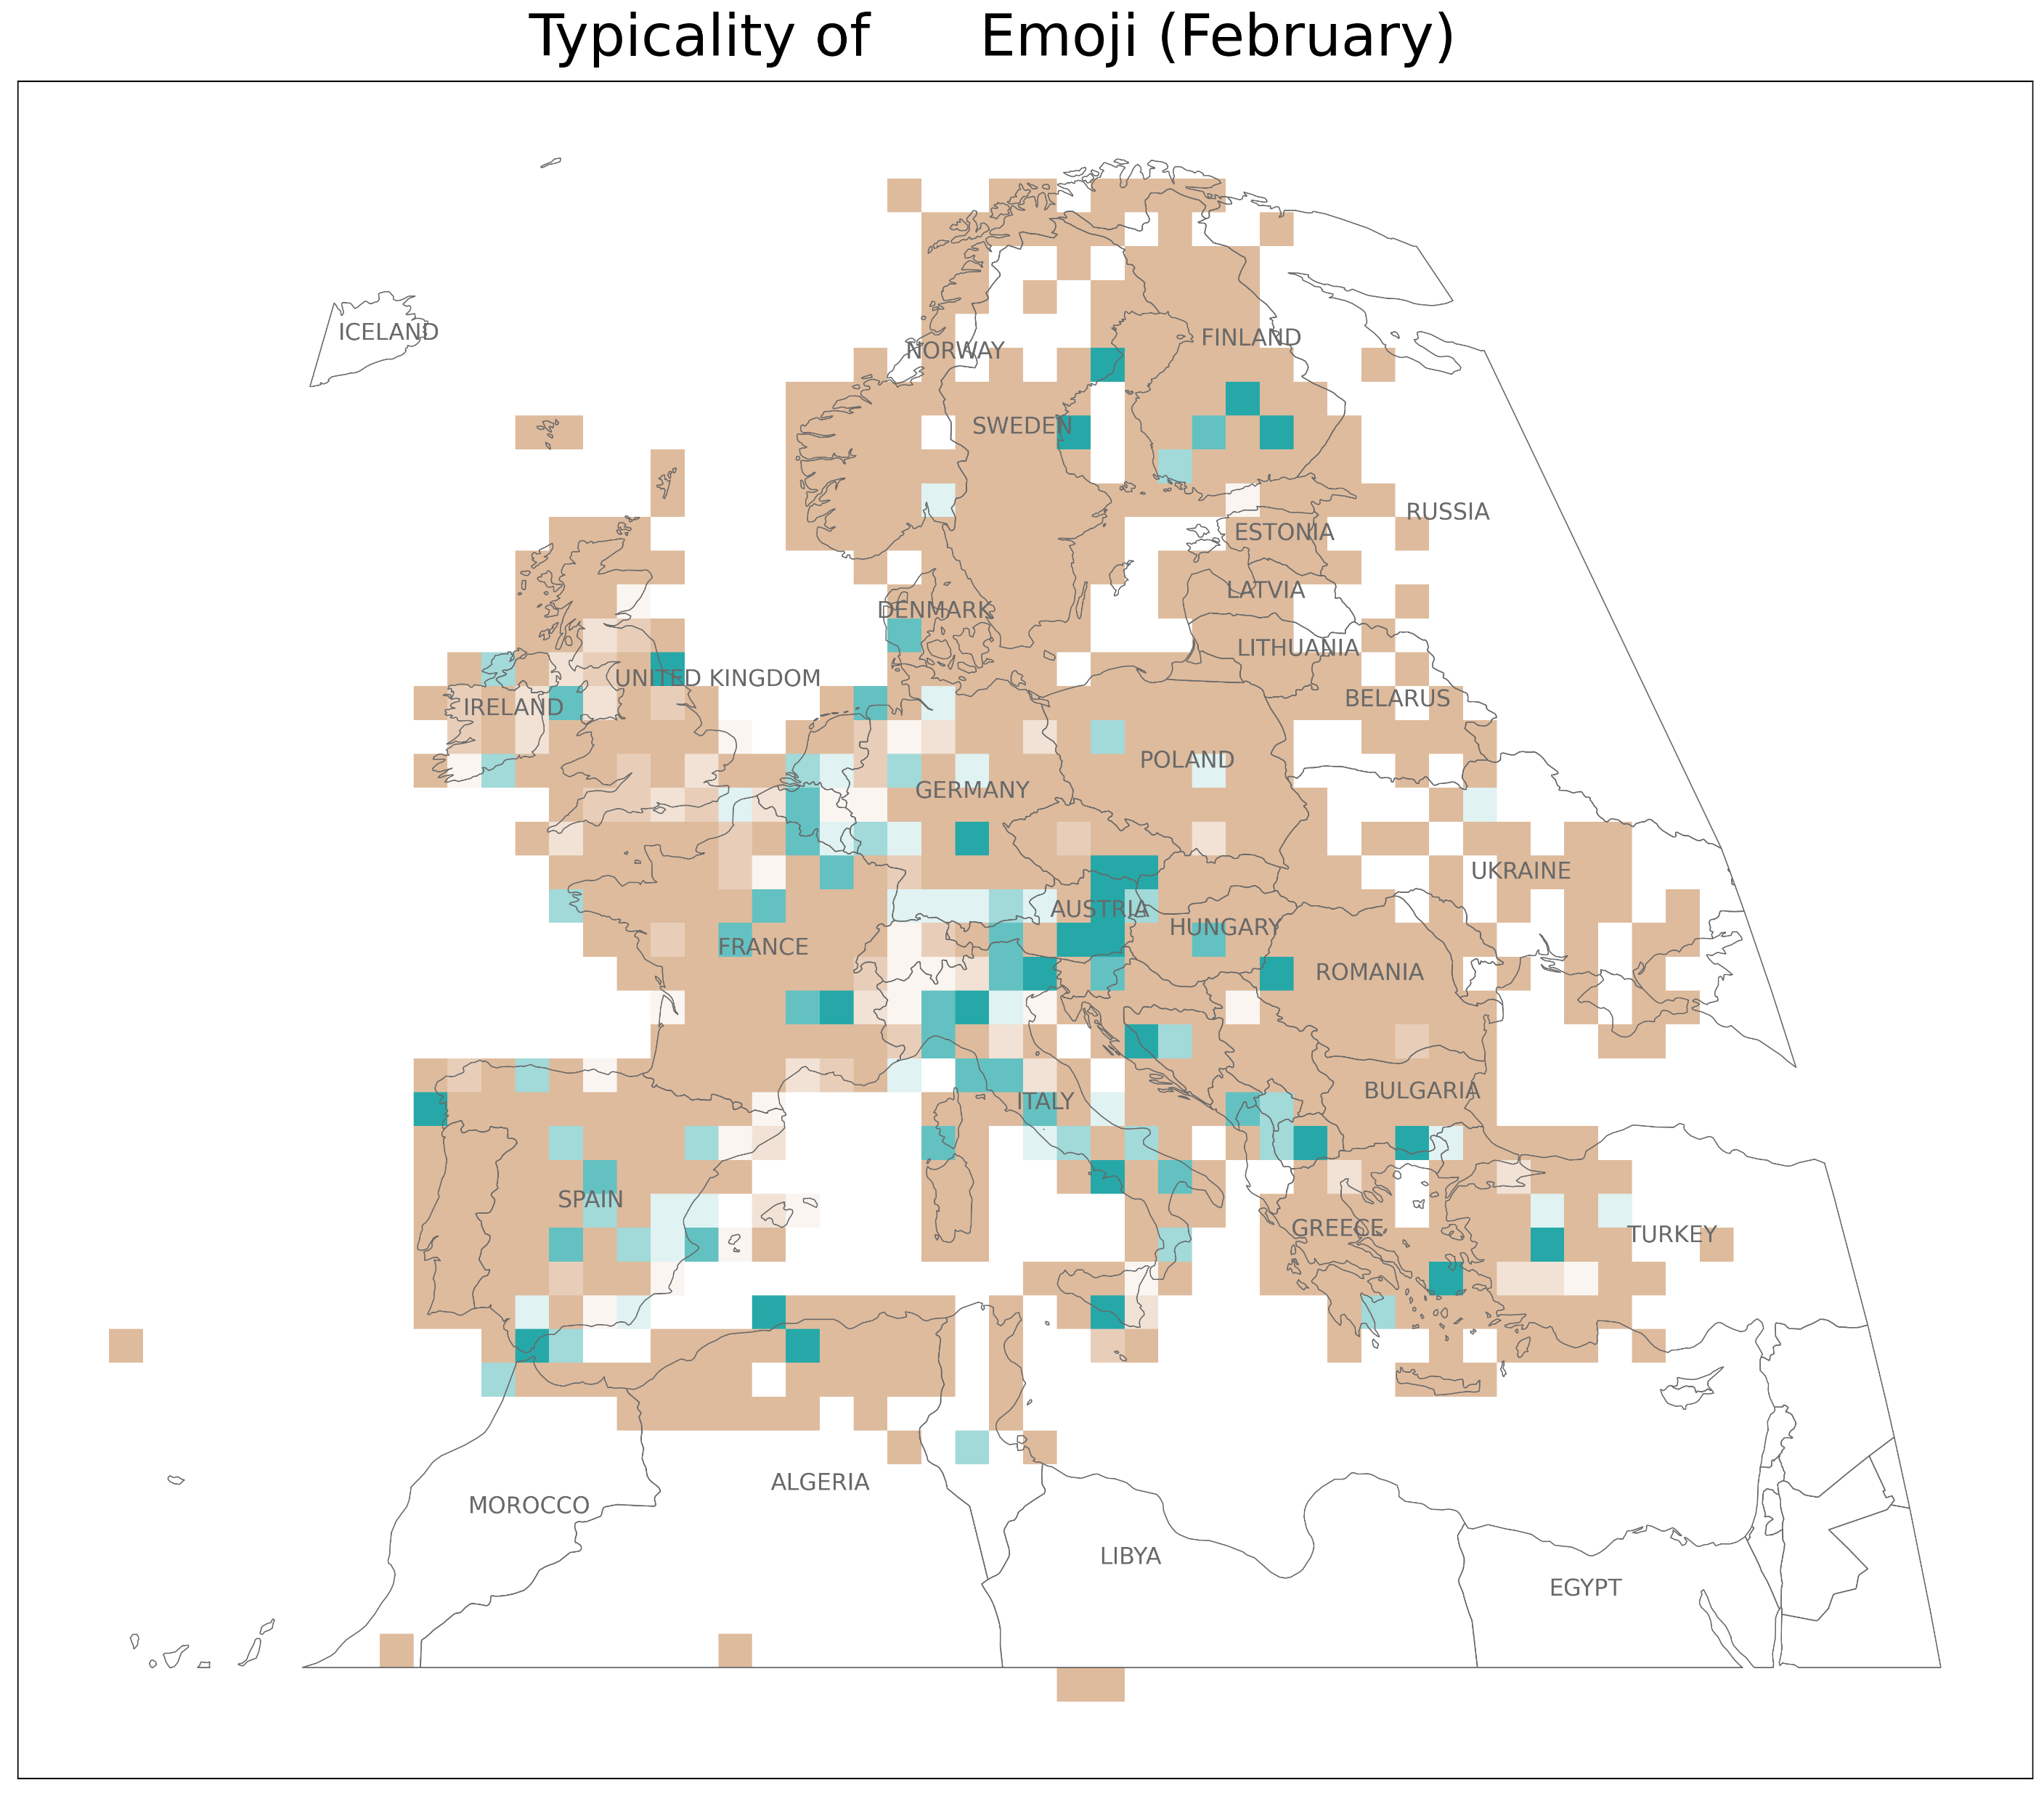 Typicality of Emoji (February)
ICELAND
NORWAY
FINLAND
SWEDEN
RUSSIA
ESTONIA
LATVIA
DENMARK
LITHUANIA
UNITED KINGDOM
IRELAND
BELARUS
POLAND
GERMANY
UKRAINE
AUSTRIA
HUNGARY
FRANCE
ROMANIA
BULGARIA
ITALY
SPAIN
GREECE
TURKEY
ALGERIA
MOROCCO
LIBYA
EGYPT